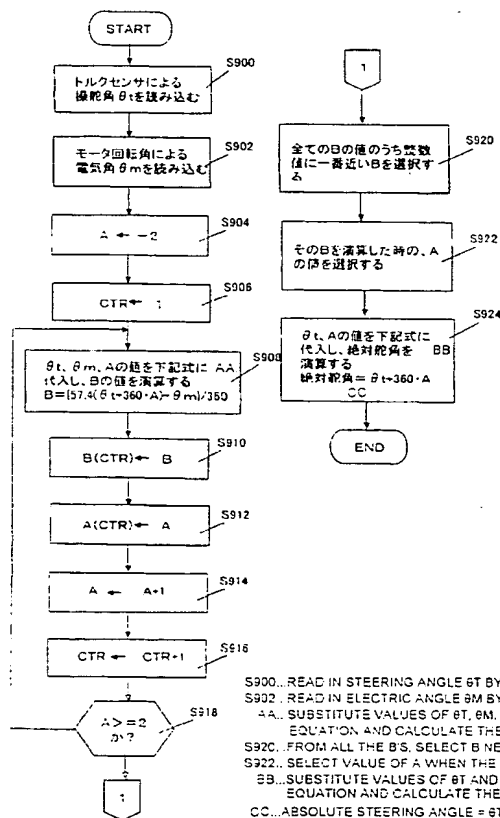 START
S900
トルクセンサによる
操舵角θtを読み込む
S902
モータ回転角による
電気角θmを読み込む
S904
A ← -2
S906
CTR ← 1
S908
θt、θm、Aの値を下記式に AA
代入し、Bの値を演算する
B=[57.4(θt+360・A)-θm]/360
S910
B(CTR) ← B
S912
A(CTR) ← A
S914
A ← A+1
S916
CTR ← CTR+1
S918
A>=2
か?
1
1
S920
全てのBの値のうち整数
値に一番近いBを選択す
る
S922
そのBを演算した時の、A
の値を選択する
S924
θt、Aの値を下記式に
代入し、絶対舵角を BB
演算する
絶対舵角=θt+360・A
CC
END
S900...READ IN STEERING ANGLE θT BY
S902...READ IN ELECTRIC ANGLE θM BY
AA...SUBSTITUTE VALUES OF θT, θM,
EQUATION AND CALCULATE THE
S920...FROM ALL THE B'S, SELECT B NE
S922...SELECT VALUE OF A WHEN THE
BB...SUBSTITUTE VALUES OF θT AND
EQUATION AND CALCULATE THE
CC...ABSOLUTE STEERING ANGLE = θT